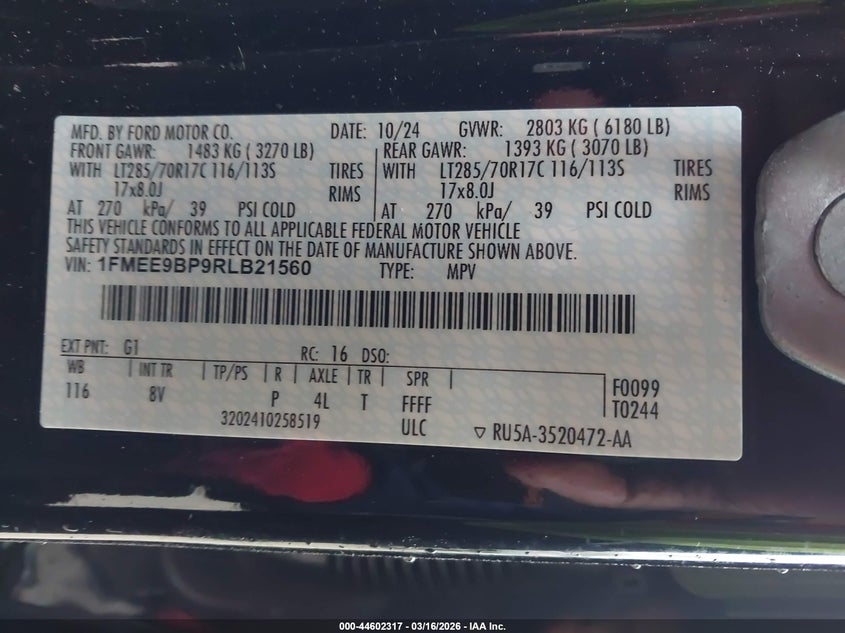 MFD. BY FORD MOTOR CO. DATE: 10/24 GVWR: 2803 KG ( 6180 LB)
FRONT GAWR: 1483 KG ( 3270 LB) REAR GAWR: 1393 KG ( 3070 LB)
WITH LT285/70R17C 116/113S TIRES WITH LT285/70R17C 116/113S TIRES
17x8.0J RIMS 17x8.0J RIMS
AT 270 kPa/ 39 PSI COLD AT 270 kPa/ 39 PSI COLD
THIS VEHICLE CONFORMS TO ALL APPLICABLE FEDERAL MOTOR VEHICLE
SAFETY STANDARDS IN EFFECT ON THE DATE OF MANUFACTURE SHOWN ABOVE.
VIN: 1FMEE9BP9RLB21560 TYPE: MPV
EXT PNT: G1 RC: 16 DSO:
WB INT TR TP/PS R AXLE TR SPR F0099
116 8V P 4L T FFFF T0244
3202410258519 ULC RU5A-3520472-AA
000-44602317 - 03/16/2026 - IAA Inc.